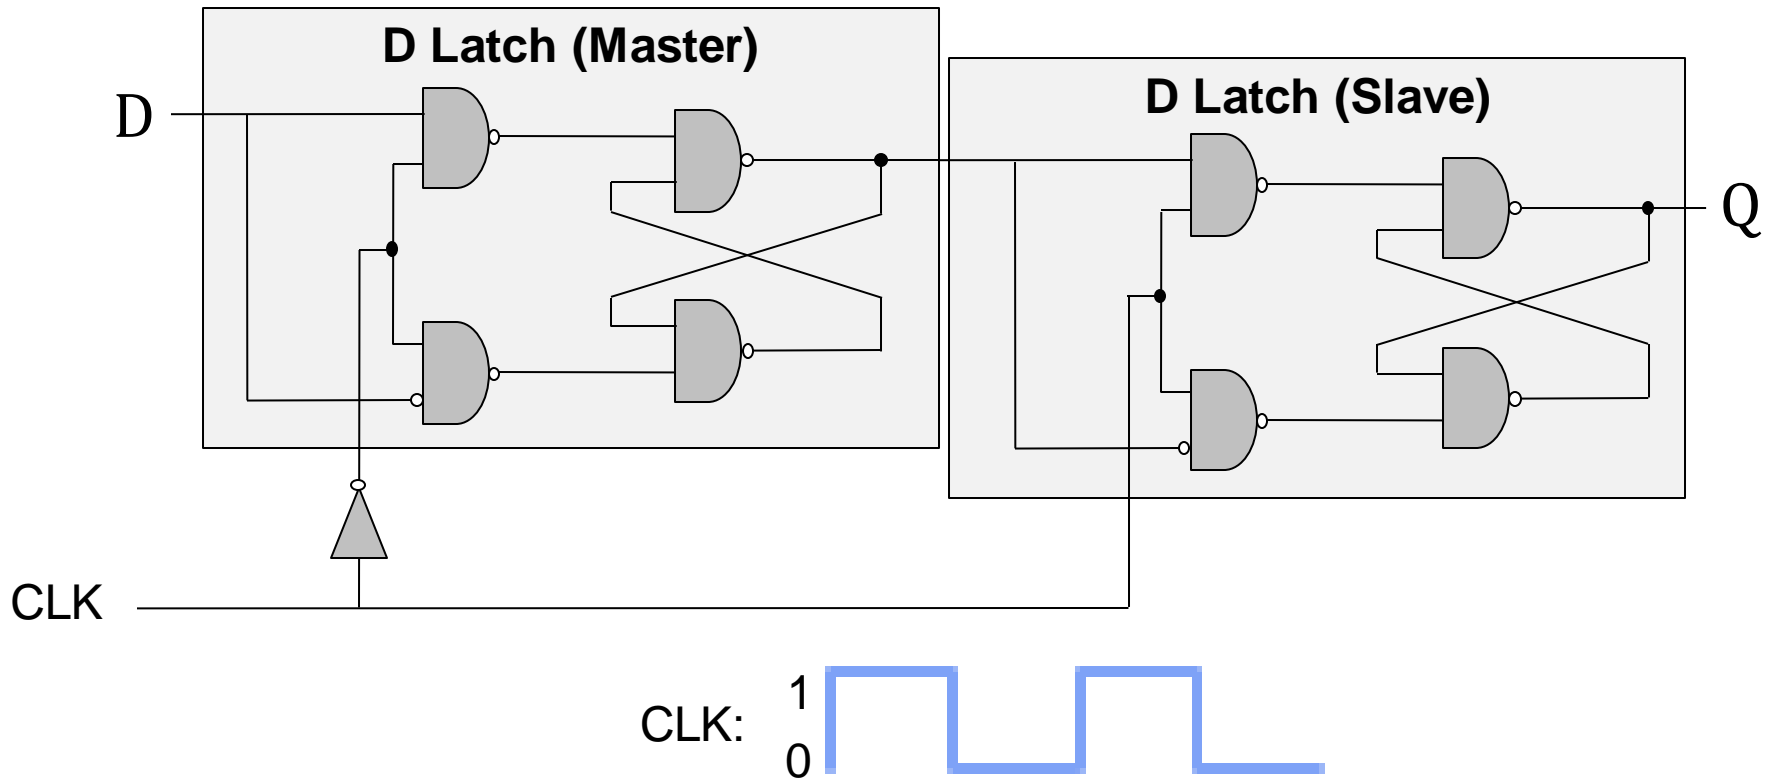 D Latch (Master)
D Latch (Slave)
D
Q
CLK
CLK:
1
0